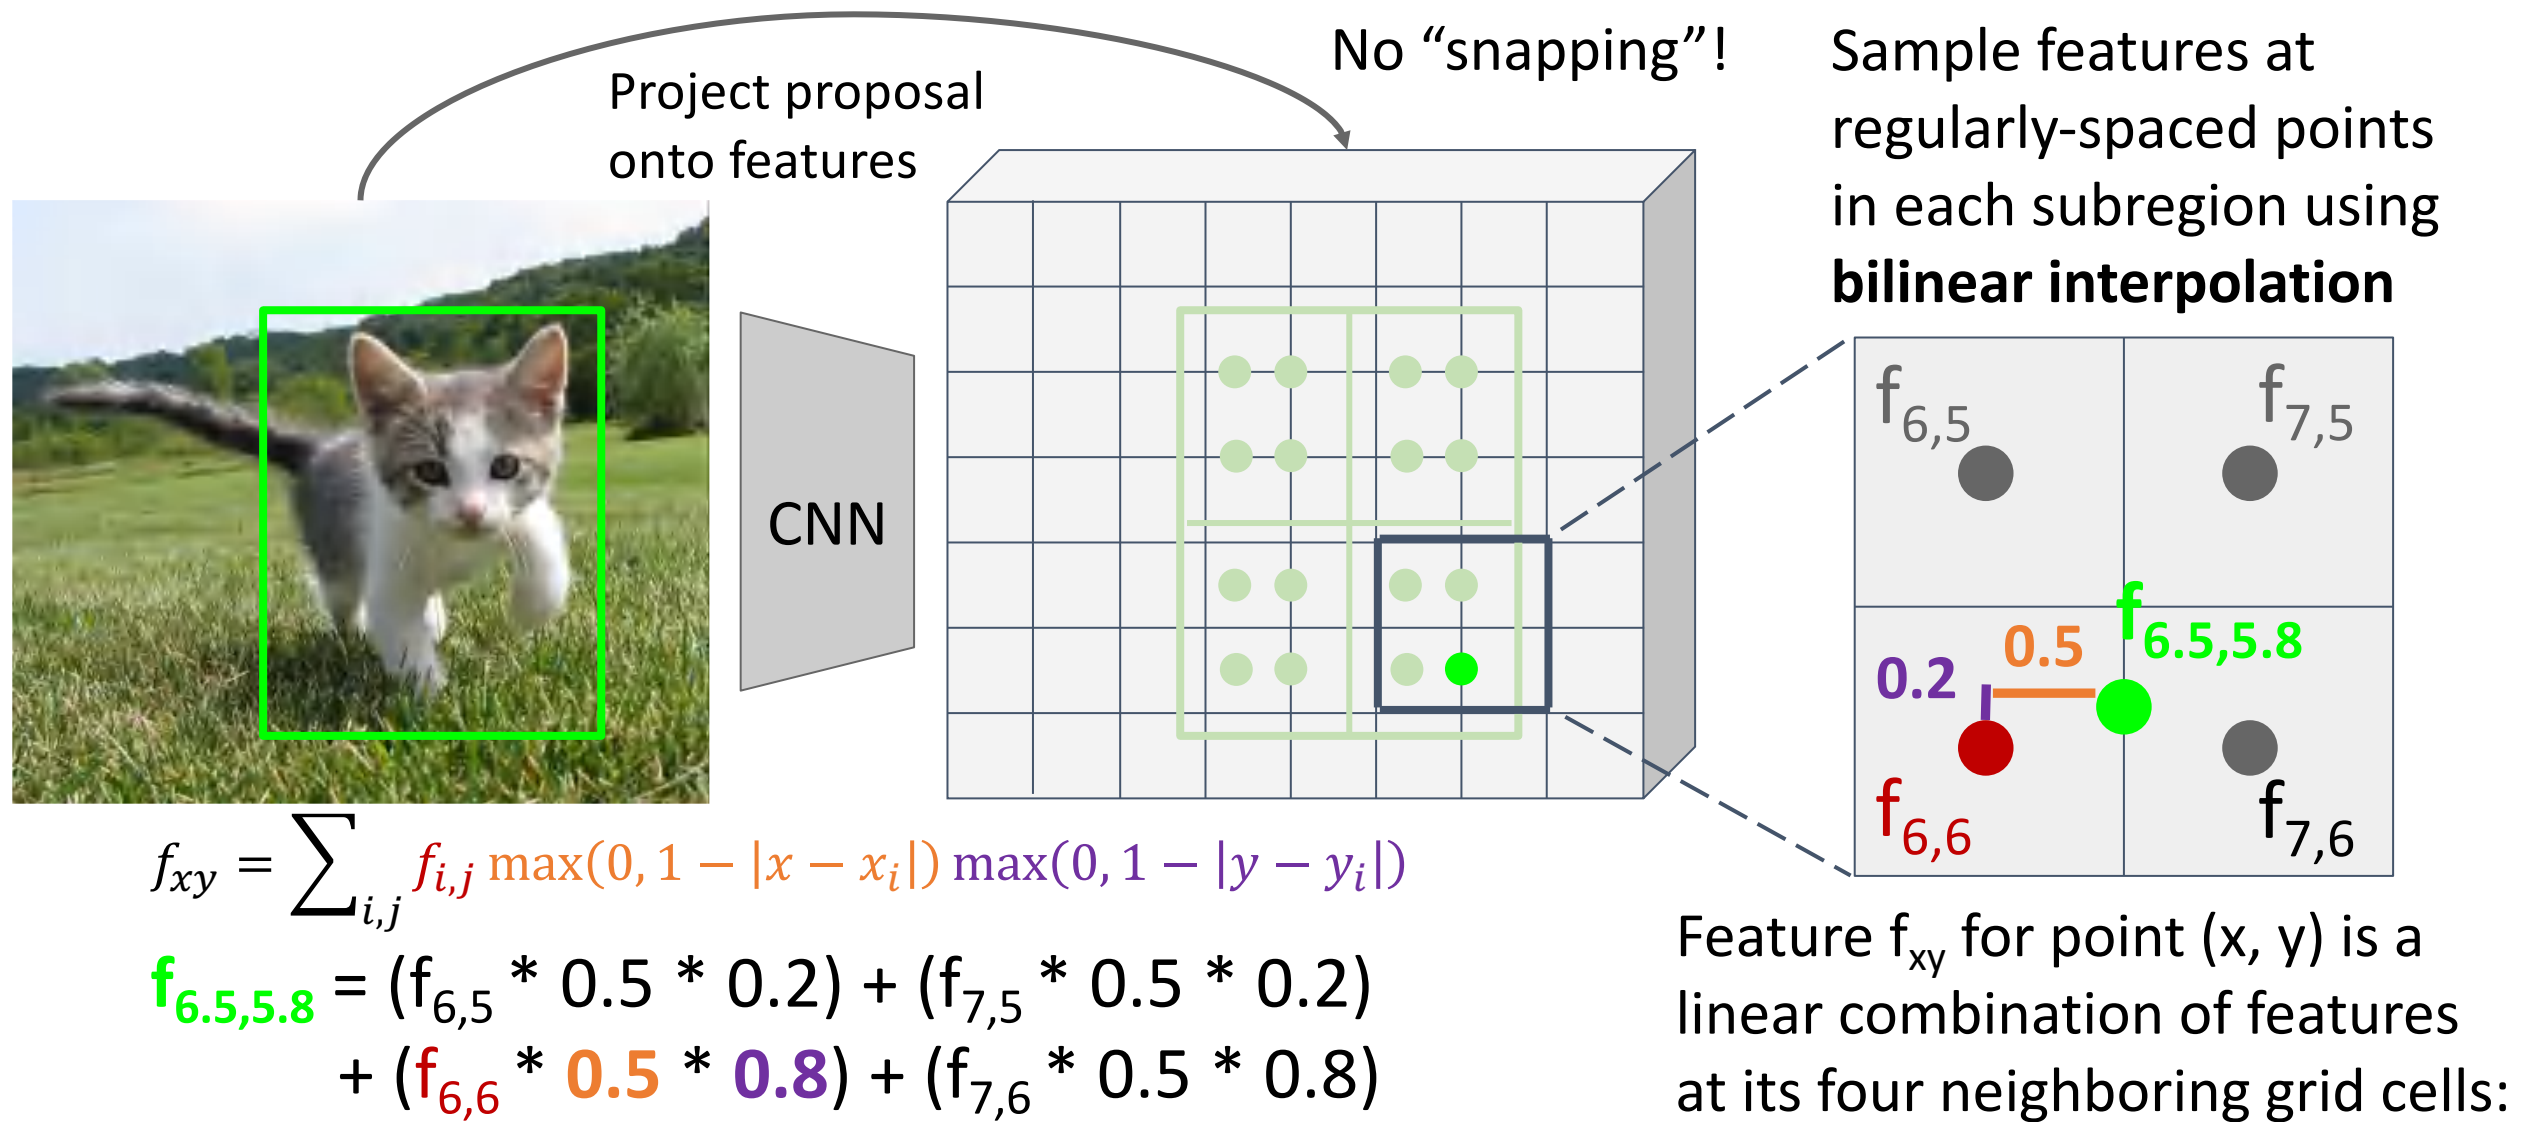 Project proposal
onto features
No “snapping”!
Sample features at
regularly-spaced points
in each subregion using
bilinear interpolation
CNN
f6,5
f7,5
f6.5,5.8
0.5
0.2
f6,6
f7,6
fxy = ∑i,j fi,j max(0, 1 − |x − xi|) max(0, 1 − |y − yi|)
f6.5,5.8 = (f6,5 * 0.5 * 0.2) + (f7,5 * 0.5 * 0.2)
+ (f6,6 * 0.5 * 0.8) + (f7,6 * 0.5 * 0.8)
Feature fxy for point (x, y) is a
linear combination of features
at its four neighboring grid cells: